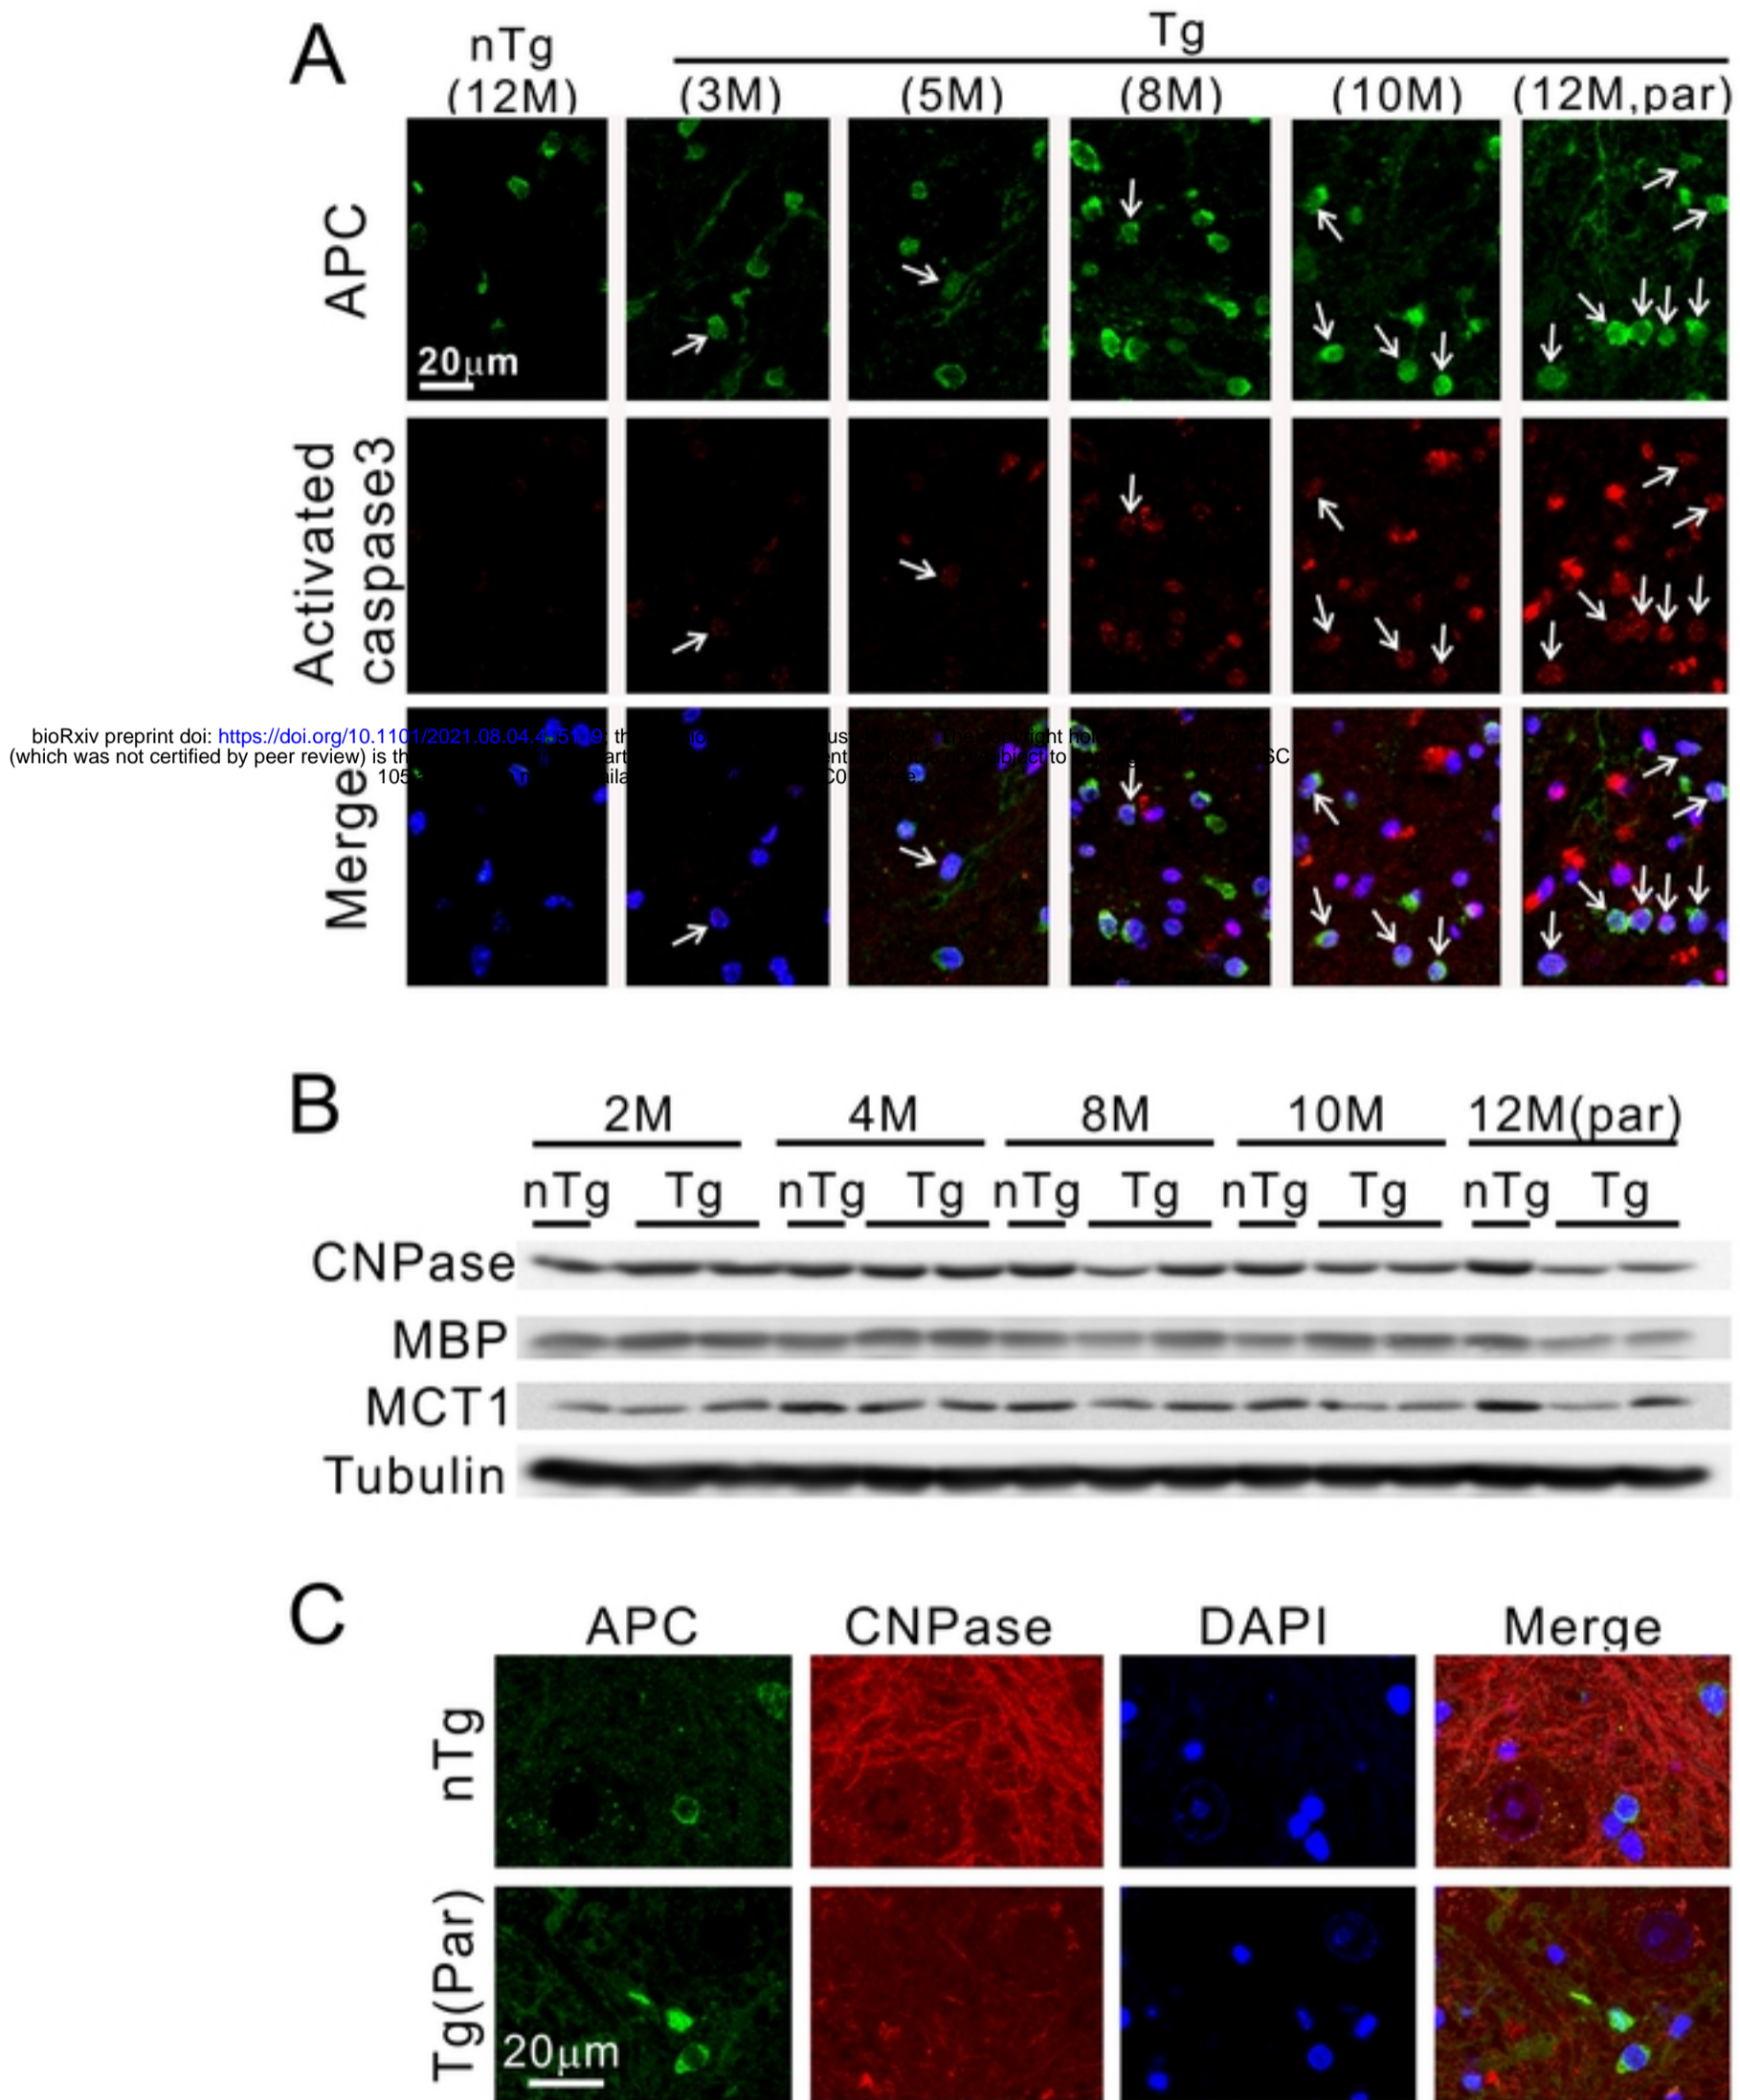 A
nTg
Tg
(12M)
(3M)
(5M)
(8M)
(10M)
(12M,par)
APC
20μm
Activated
caspase3
Merge
bioRxiv preprint doi: https://doi.org/10.1101/2021.08.04.
(which was not certified by peer review) is
B
2M
4M
8M
10M
12M(par)
nTg
Tg
nTg
Tg
nTg
Tg
nTg
Tg
nTg
Tg
CNPase
MBP
MCT1
Tubulin
C
APC
CNPase
DAPI
Merge
nTg
Tg(Par)
20μm